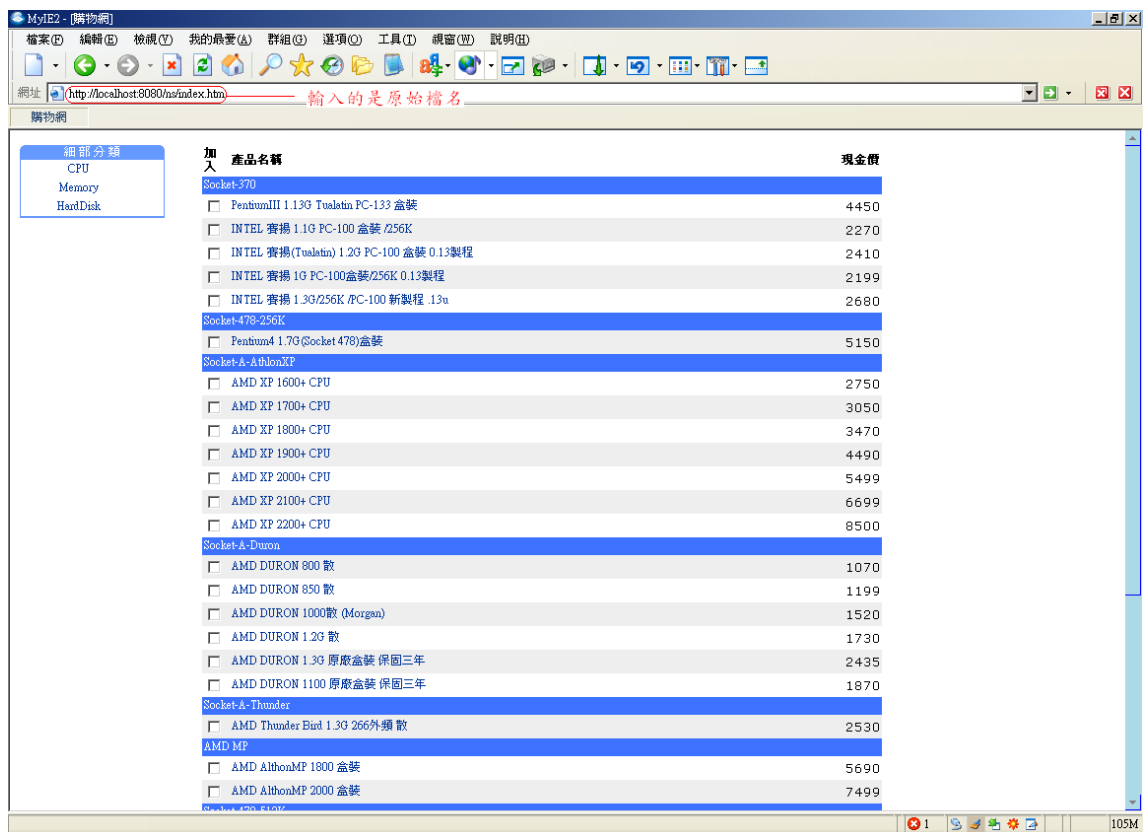 MyIE2 - [購物網]
檔案(F) 編輯(E) 檢視(V) 我的最愛(A) 群組(G) 選項(O) 工具(T) 視窗(W) 說明(H)
網址 http://localhost:8080/ns/index.htm 輸入的是原始檔名
購物網
細部分類
CPU
Memory
HardDisk
加入 產品名稱 現金價
Socket-370
PentiumIII 1.13G Tualatin PC-133 盒裝 4450
INTEL 賽揚 1.1G PC-100 盒裝 /256K 2270
INTEL 賽揚(Tualatin) 1.2G PC-100 盒裝 0.13製程 2410
INTEL 賽揚 1G PC-100盒裝/256K 0.13製程 2199
INTEL 賽揚 1.3G/256K /PC-100 新製程 .13u 2680
Socket-478-256K
Pentium4 1.7G(Socket 478)盒裝 5150
Socket-A-AthlonXP
AMD XP 1600+ CPU 2750
AMD XP 1700+ CPU 3050
AMD XP 1800+ CPU 3470
AMD XP 1900+ CPU 4490
AMD XP 2000+ CPU 5499
AMD XP 2100+ CPU 6699
AMD XP 2200+ CPU 8500
Socket-A-Duron
AMD DURON 800 散 1070
AMD DURON 850 散 1199
AMD DURON 1000散 (Morgan) 1520
AMD DURON 1.2G 散 1730
AMD DURON 1.3G 原廠盒裝 保固三年 2435
AMD DURON 1100 原廠盒裝 保固三年 1870
Socket-A-Thunder
AMD Thunder Bird 1.3G 266外頻 散 2530
AMD MP
AMD AlthonMP 1800 盒裝 5690
AMD AlthonMP 2000 盒裝 7499
Socket-478-512K
1 105M